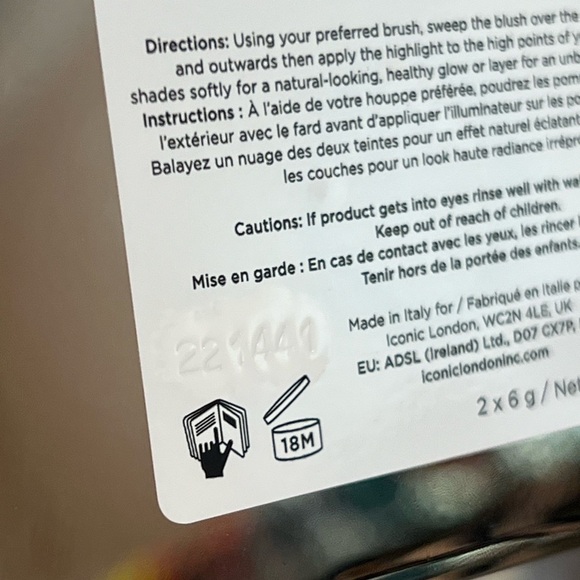 Directions: Using your preferred brush, sweep the blush over the
and outwards then apply the highlight to the high points of
shades softly for a natural-looking, healthy glow or layer for an
Instructions : À l'aide de votre houppe préférée, poudrez les
l'extérieur avec le fard avant d'appliquer l'illuminateur sur les
Balayez un nuage des deux teintes pour un effet naturel éclatant
les couches pour un look haute radiance
Cautions: If product gets into eyes rinse well with
Keep out of reach of children.
Mise en garde : En cas de contact avec les yeux, les rincer
Tenir hors de la portée des enfants.
Made in Italy for / Fabriqué en Italie
Iconic London, WC2N 4LE, UK
EU: ADSL (Ireland) Ltd., D07 CX7P,
iconiclondoninc.com
2 x 6 g / Net
18M